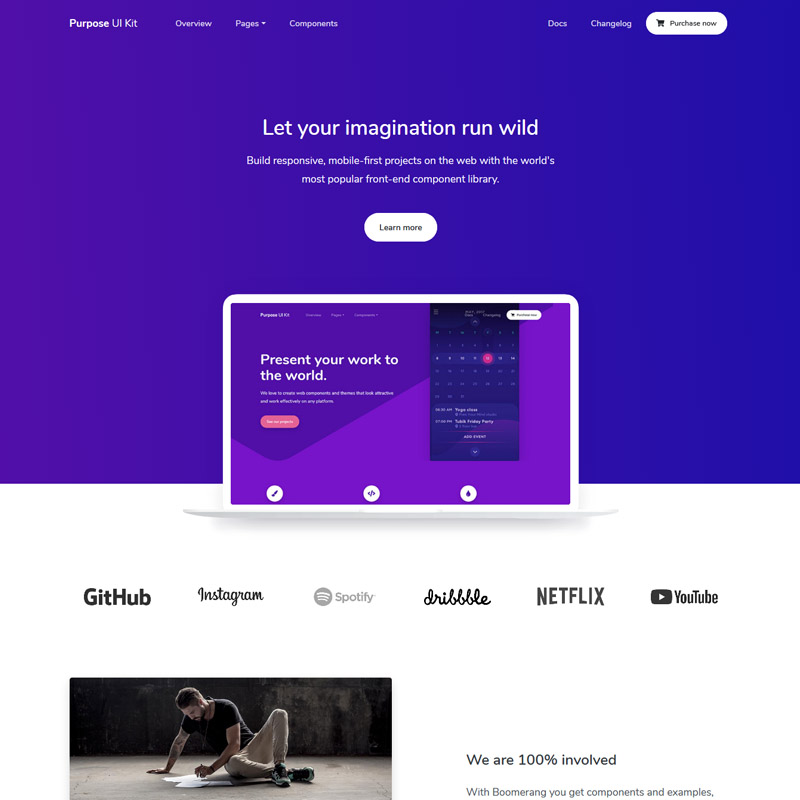 Purpose UI Kit Overview Pages Components Docs Changelog Purchase now
Let your imagination run wild
Build responsive, mobile-first projects on the web with the world's
most popular front-end component library.
Learn more
Purpose UI Kit Overview Pages Components Docs Changelog Purchase now
Present your work to
the world.
We love to create web components and themes that look attractive
and work effectively on any platform.
See our projects
08:30 AM Yoga class
07:08 PM Tubik Friday Party
ADD EVENT
GitHub Instagram Spotify dribbble NETFLIX YouTube
We are 100% involved
With Boomerang you get components and examples,